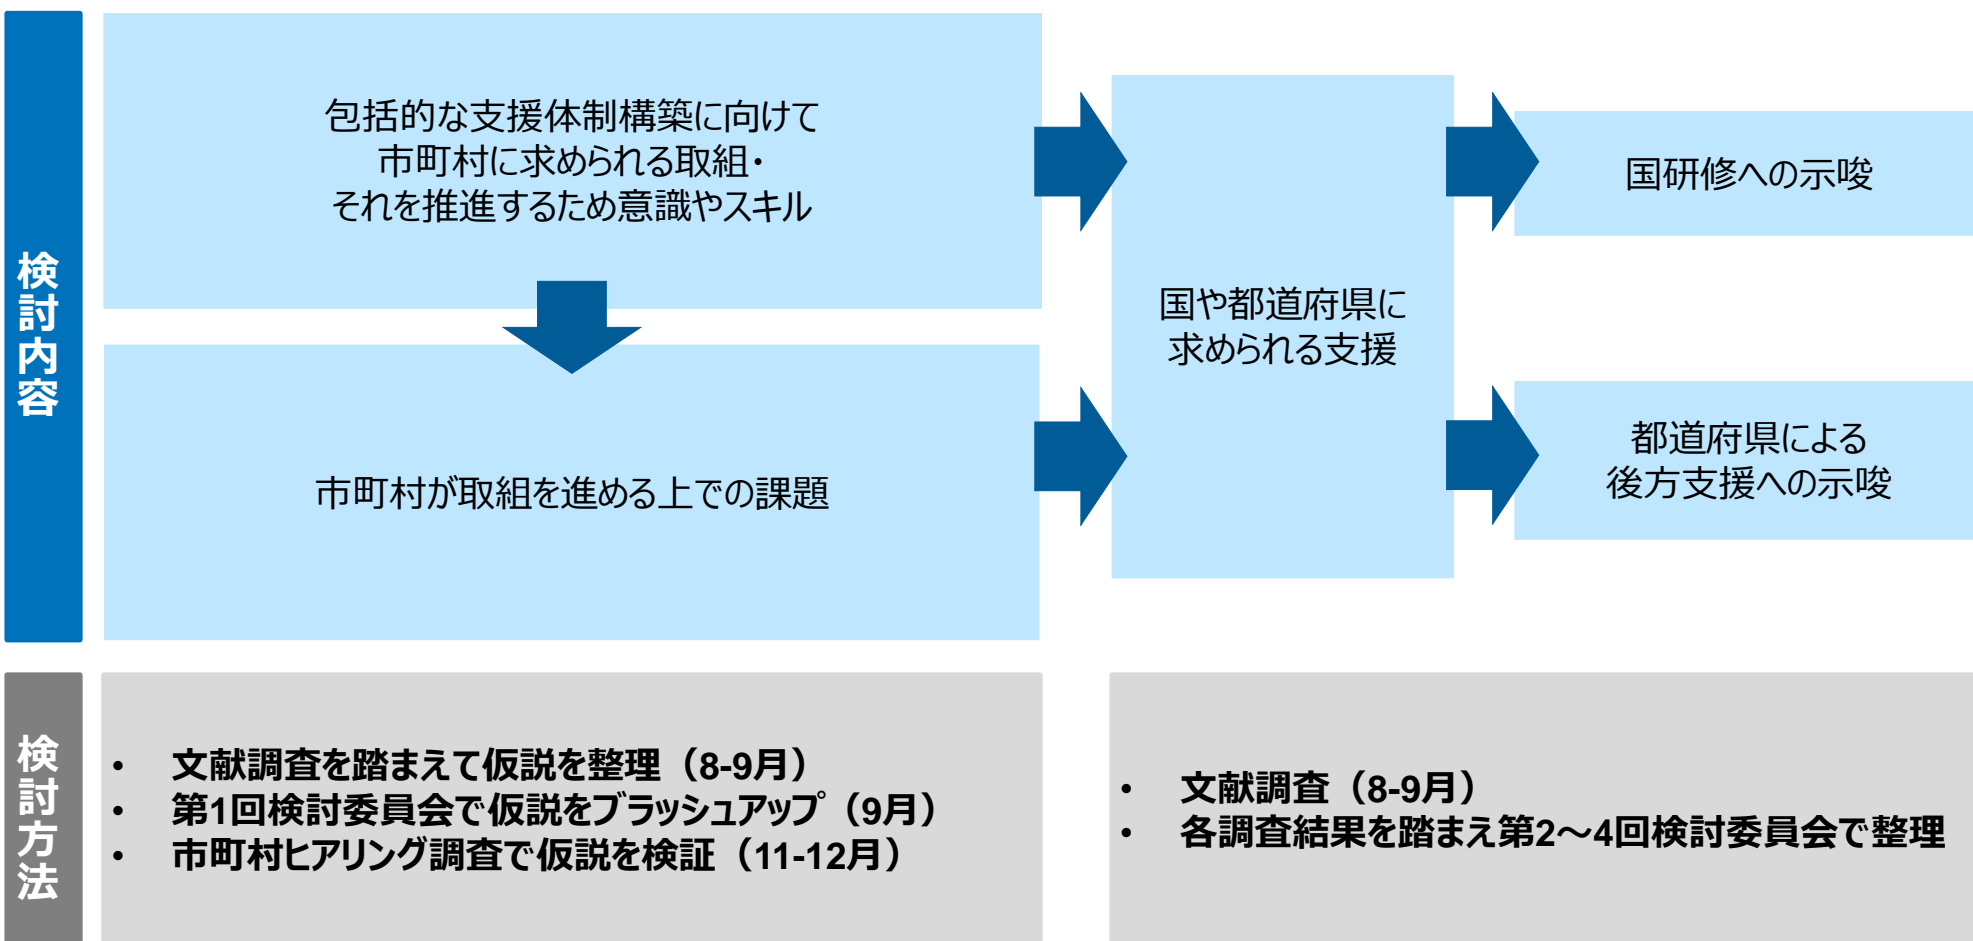 検討内容
包括的な支援体制構築に向けて
市町村に求められる取組・
それを推進するため意識やスキル
市町村が取組を進める上での課題
国や都道府県に
求められる支援
国研修への示唆
都道府県による
後方支援への示唆
検討方法
• 文献調査を踏まえて仮説を整理（8-9月）
• 第1回検討委員会で仮説をブラッシュアップ（9月）
• 市町村ヒアリング調査で仮説を検証（11-12月）
• 文献調査（8-9月）
• 各調査結果を踏まえ第2～4回検討委員会で整理